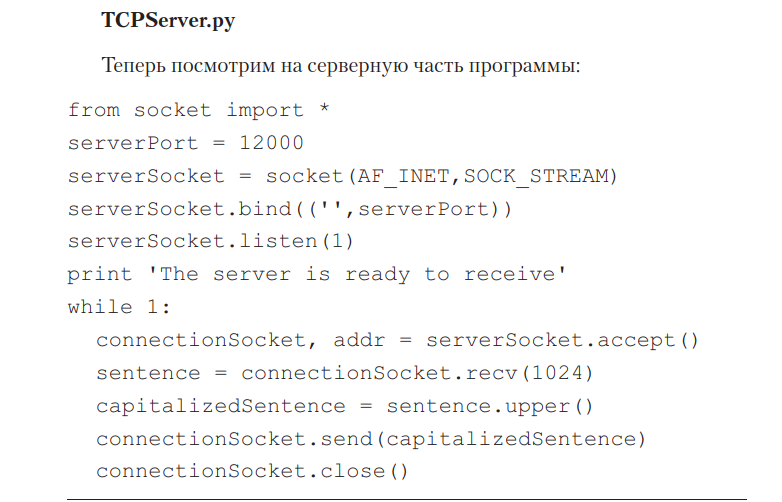 TCPServer.py
Теперь посмотрим на серверную часть программы:
from socket import *
serverPort = 12000
serverSocket = socket(AF_INET,SOCK_STREAM)
serverSocket.bind(('',serverPort))
serverSocket.listen(1)
print 'The server is ready to receive'
while 1:
  connectionSocket, addr = serverSocket.accept()
  sentence = connectionSocket.recv(1024)
  capitalizedSentence = sentence.upper()
  connectionSocket.send(capitalizedSentence)
  connectionSocket.close()